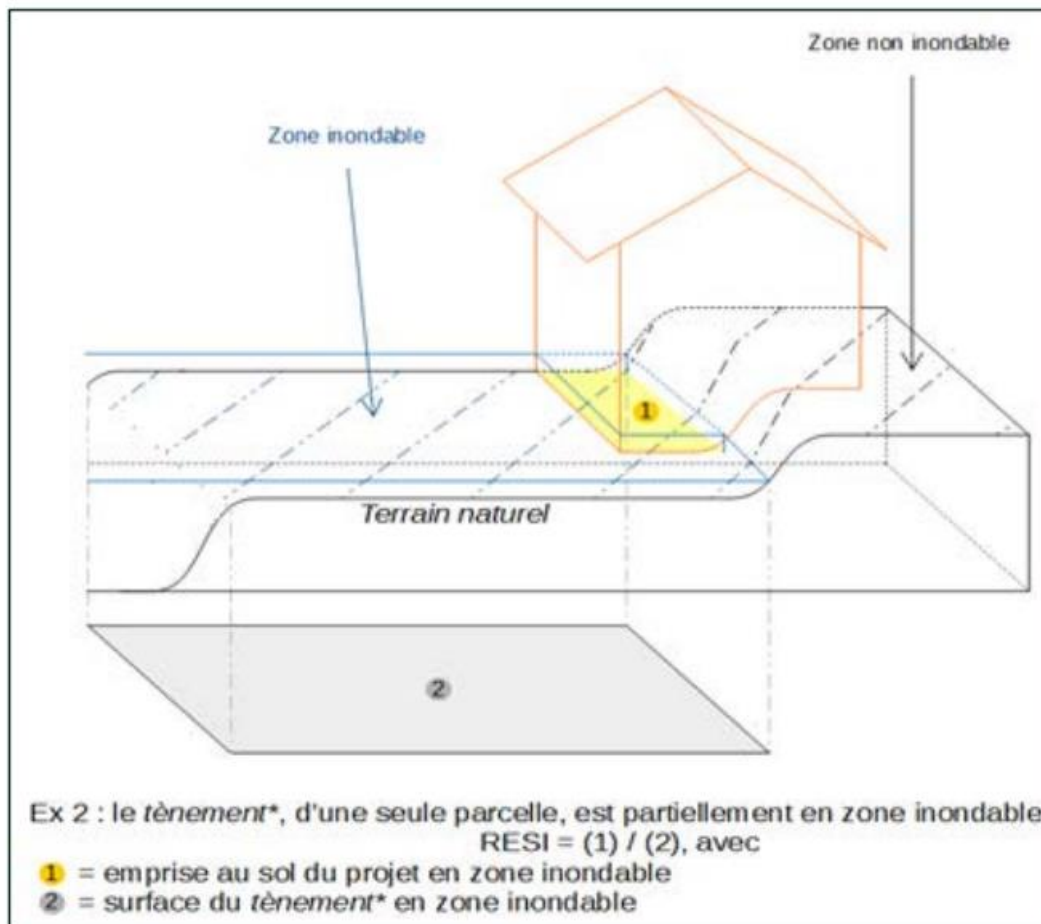 Zone non inondable
Zone inondable
1
Terrain naturel
2
Ex 2 : le tènement*, d'une seule parcelle, est partiellement en zone inondable
RESI = (1) / (2), avec
1 = emprise au sol du projet en zone inondable
2 = surface du tènement* en zone inondable